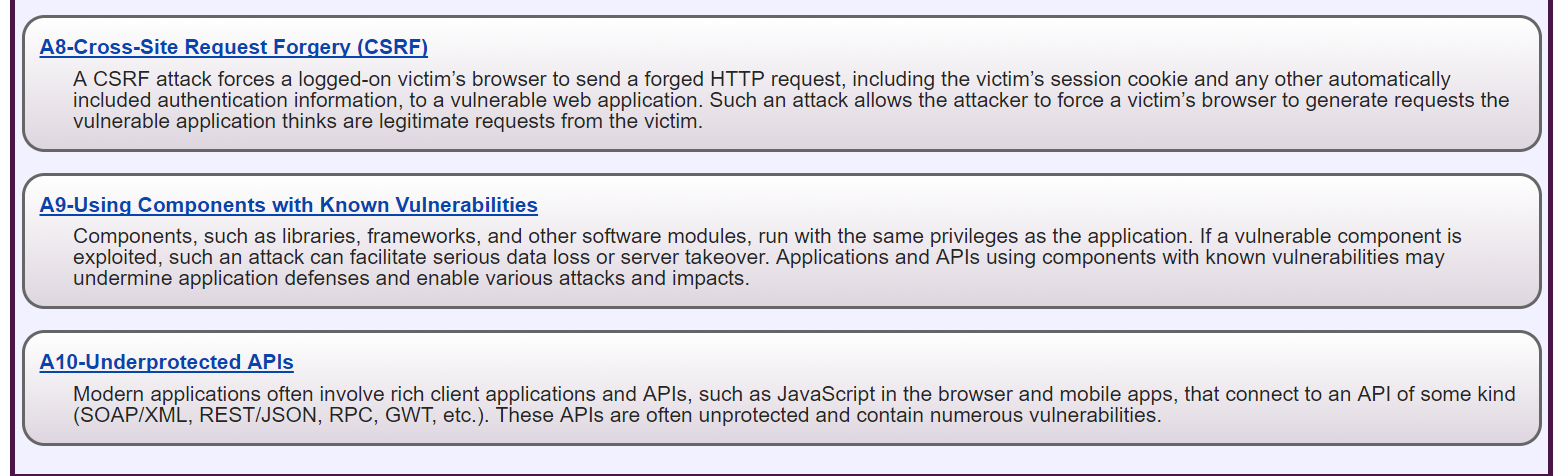 A8-Cross-Site Request Forgery (CSRF)
A CSRF attack forces a logged-on victim’s browser to send a forged HTTP request, including the victim’s session cookie and any other automatically
included authentication information, to a vulnerable web application. Such an attack allows the attacker to force a victim’s browser to generate requests the
vulnerable application thinks are legitimate requests from the victim.
A9-Using Components with Known Vulnerabilities
Components, such as libraries, frameworks, and other software modules, run with the same privileges as the application. If a vulnerable component is
exploited, such an attack can facilitate serious data loss or server takeover. Applications and APIs using components with known vulnerabilities may
undermine application defenses and enable various attacks and impacts.
A10-Underprotected APIs
Modern applications often involve rich client applications and APIs, such as JavaScript in the browser and mobile apps, that connect to an API of some kind
(SOAP/XML, REST/JSON, RPC, GWT, etc.). These APIs are often unprotected and contain numerous vulnerabilities.